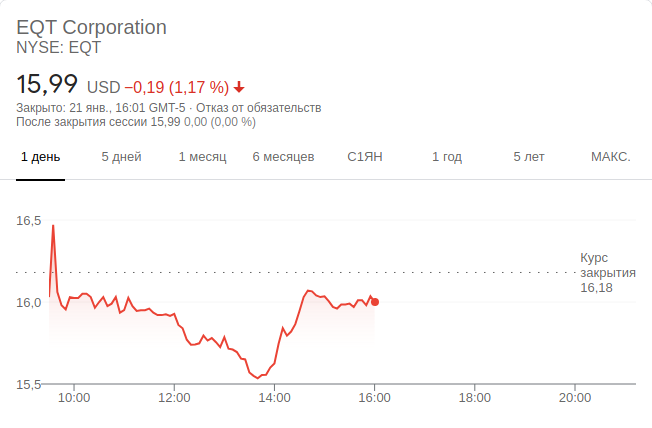 EQT Corporation
NYSE: EQT
15,99 USD −0,19 (1,17 %)
Закрыто: 21 янв., 16:01 GMT-5 · Отказ от обязательств
После закрытия сессии 15,99 0,00 (0,00 %)
1 день 5 дней 1 месяц 6 месяцев С1ЯН 1 год 5 лет МАКС.
16,5
Курс
закрытия
16,18
16,0
15,5
10:00 12:00 14:00 16:00 18:00 20:00